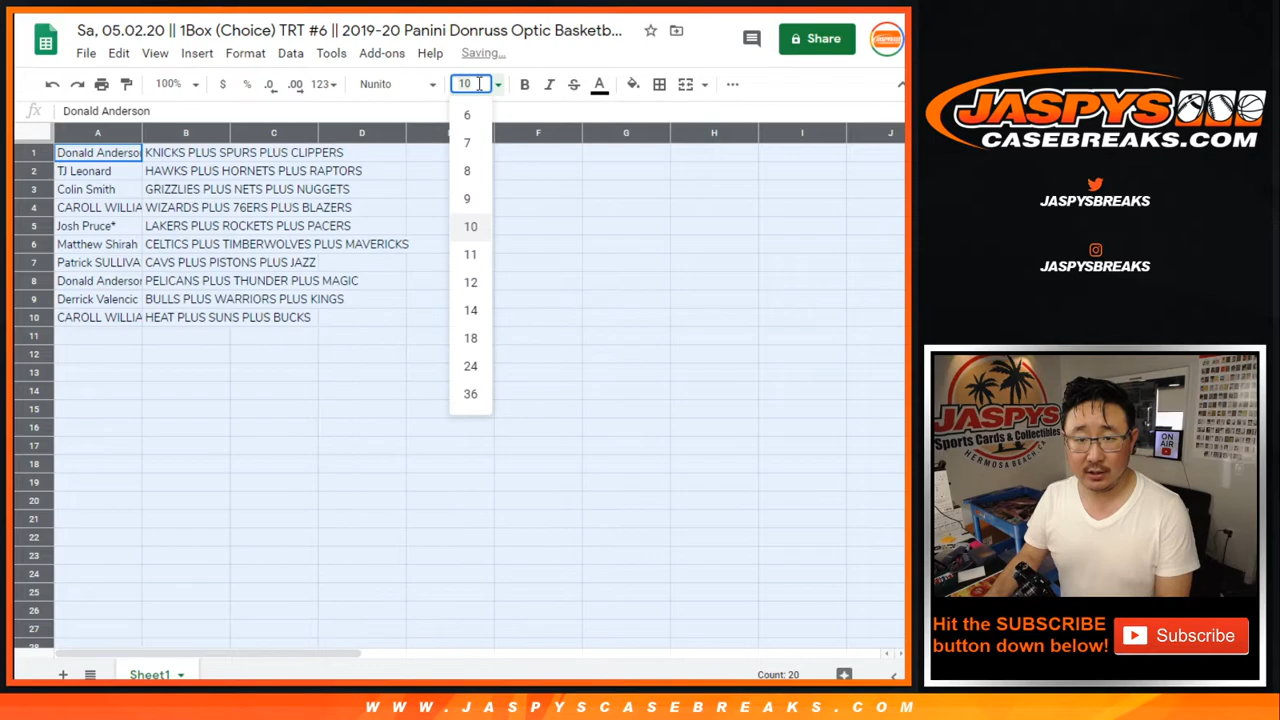 Sa, 05.02.20 || 1Box (Choice) TRT #6 || 2019-20 Panini Donruss Optic Basketb...
File Edit View Insert Format Data Tools Add-ons Help Saving...
Share
100% $ % .0 .00 123 Nunito 10
fx Donald Anderson
A B C D F G H I J
1 Donald Anderso KNICKS PLUS SPURS PLUS CLIPPERS
2 TJ Leonard HAWKS PLUS HORNETS PLUS RAPTORS
3 Colin Smith GRIZZLIES PLUS NETS PLUS NUGGETS
4 CAROLL WILLIA WIZARDS PLUS 76ERS PLUS BLAZERS
5 Josh Pruce* LAKERS PLUS ROCKETS PLUS PACERS
6 Matthew Shirah CELTICS PLUS TIMBERWOLVES PLUS MAVERICKS
7 Patrick SULLIVA CAVS PLUS PISTONS PLUS JAZZ
8 Donald Anderso PELICANS PLUS THUNDER PLUS MAGIC
9 Derrick Valencic BULLS PLUS WARRIORS PLUS KINGS
10 CAROLL WILLIA HEAT PLUS SUNS PLUS BUCKS
11
12
13
14
15
16
17
18
19
20
21
22
23
24
25
26
27
28
6
7
8
9
10
11
12
14
18
24
36
Sheet1
Count: 20
JASPYS
CASEBREAKS.COM
JASPYSBREAKS
JASPYSBREAKS
JASPYS
Sports Cards & Collectibles
HERMOSA BEACH, CA
ON AIR
Hit the SUBSCRIBE
button down below!
Subscribe
WWW.JASPYSCASEBREAKS.COM